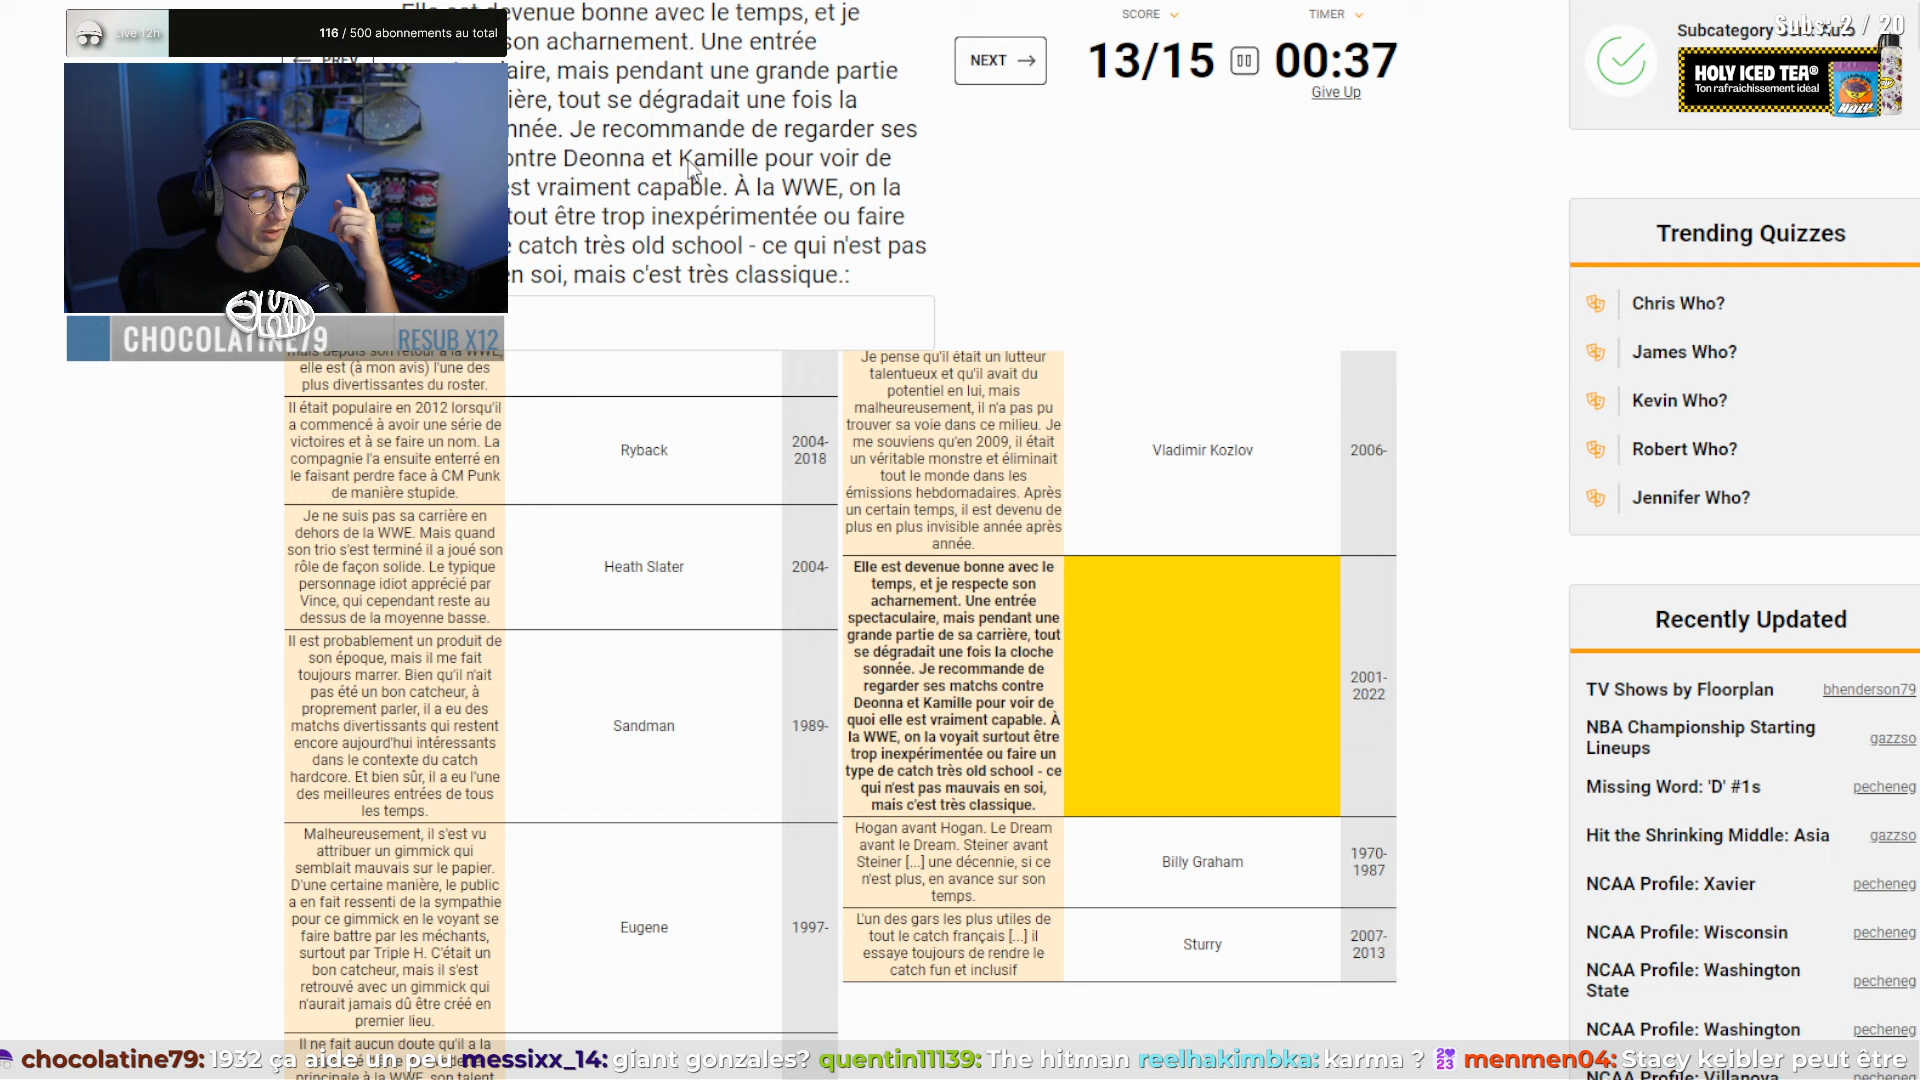 Live 12h
116 / 500 abonnements au total
PREV
Elle est devenue bonne avec le temps, et je
son acharnement. Une entrée
aire, mais pendant une grande partie
ière, tout se dégradait une fois la
nnée. Je recommande de regarder ses
ontre Deonna et Kamille pour voir de
est vraiment capable. À la WWE, on la
tout être trop inexpérimentée ou faire
e catch très old school - ce qui n'est pas
en soi, mais c'est très classique.:
CHOCOLATINE79
RESUB X12
NEXT
SCORE
13/15
TIMER
00:37
Give Up
Subs: 2 / 20
Subcategory
HOLY ICED TEA®
Ton rafraichissement idéal
HOLY
mais depuis son retour à la WWE,
elle est (à mon avis) l'une des
plus divertissantes du roster.
Il était populaire en 2012 lorsqu'il
a commencé à avoir une série de
victoires et à se faire un nom. La
compagnie l'a ensuite enterré en
le faisant perdre face à CM Punk
de manière stupide.
Ryback
2004-
2018
Je ne suis pas sa carrière en
dehors de la WWE. Mais quand
son trio s'est terminé il a joué son
rôle de façon solide. Le typique
personnage idiot apprécié par
Vince, qui cependant reste au
dessus de la moyenne basse.
Heath Slater
2004-
Il est probablement un produit de
son époque, mais il me fait
toujours marrer. Bien qu'il n'ait
pas été un bon catcheur, à
proprement parler, il a eu des
matchs divertissants qui restent
encore aujourd'hui intéressants
dans le contexte du catch
hardcore. Et bien sûr, il a eu l'une
des meilleures entrées de tous
les temps.
Sandman
1989-
Malheureusement, il s'est vu
attribuer un gimmick qui
semblait mauvais sur le papier.
D'une certaine manière, le public
a en fait ressenti de la sympathie
pour ce gimmick en le voyant se
faire battre par les méchants,
surtout par Triple H. C'était un
bon catcheur, mais il s'est
retrouvé avec un gimmick qui
n'aurait jamais dû être créé en
premier lieu.
Eugene
1997-
Il ne fait aucun doute qu'il a la
Je pense qu'il était un lutteur
talentueux et qu'il avait du
potentiel en lui, mais
malheureusement, il n'a pas pu
trouver sa voie dans ce milieu. Je
me souviens qu'en 2009, il était
un véritable monstre et éliminait
tout le monde dans les
émissions hebdomadaires. Après
un certain temps, il est devenu de
plus en plus invisible année après
année.
Vladimir Kozlov
2006-
Elle est devenue bonne avec le
temps, et je respecte son
acharnement. Une entrée
spectaculaire, mais pendant une
grande partie de sa carrière, tout
se dégradait une fois la cloche
sonnée. Je recommande de
regarder ses matchs contre
Deonna et Kamille pour voir de
quoi elle est vraiment capable. À
la WWE, on la voyait surtout être
trop inexpérimentée ou faire un
type de catch très old school - ce
qui n'est pas mauvais en soi,
mais c'est très classique.
2001-
2022
Hogan avant Hogan. Le Dream
avant le Dream. Steiner avant
Steiner [...] une décennie, si ce
n'est plus, en avance sur son
temps.
Billy Graham
1970-
1987
L'un des gars les plus utiles de
tout le catch français [...] il
essaye toujours de rendre le
catch fun et inclusif
Sturry
2007-
2013
Trending Quizzes
Chris Who?
James Who?
Kevin Who?
Robert Who?
Jennifer Who?
Recently Updated
TV Shows by Floorplan bhenderson79
NBA Championship Starting
Lineups gazzso
Missing Word: 'D' #1s pecheneg
Hit the Shrinking Middle: Asia gazzso
NCAA Profile: Xavier pecheneg
NCAA Profile: Wisconsin pecheneg
NCAA Profile: Washington
State pecheneg
NCAA Profile: Washington pecheneg
NCAA Profile: Villanova
chocolatine79: 1932 ça aide un peu messixx_14: giant gonzales? quentin11139: The hitman reelhakimbka: karma ? menmen04: Stacy keibler peut être